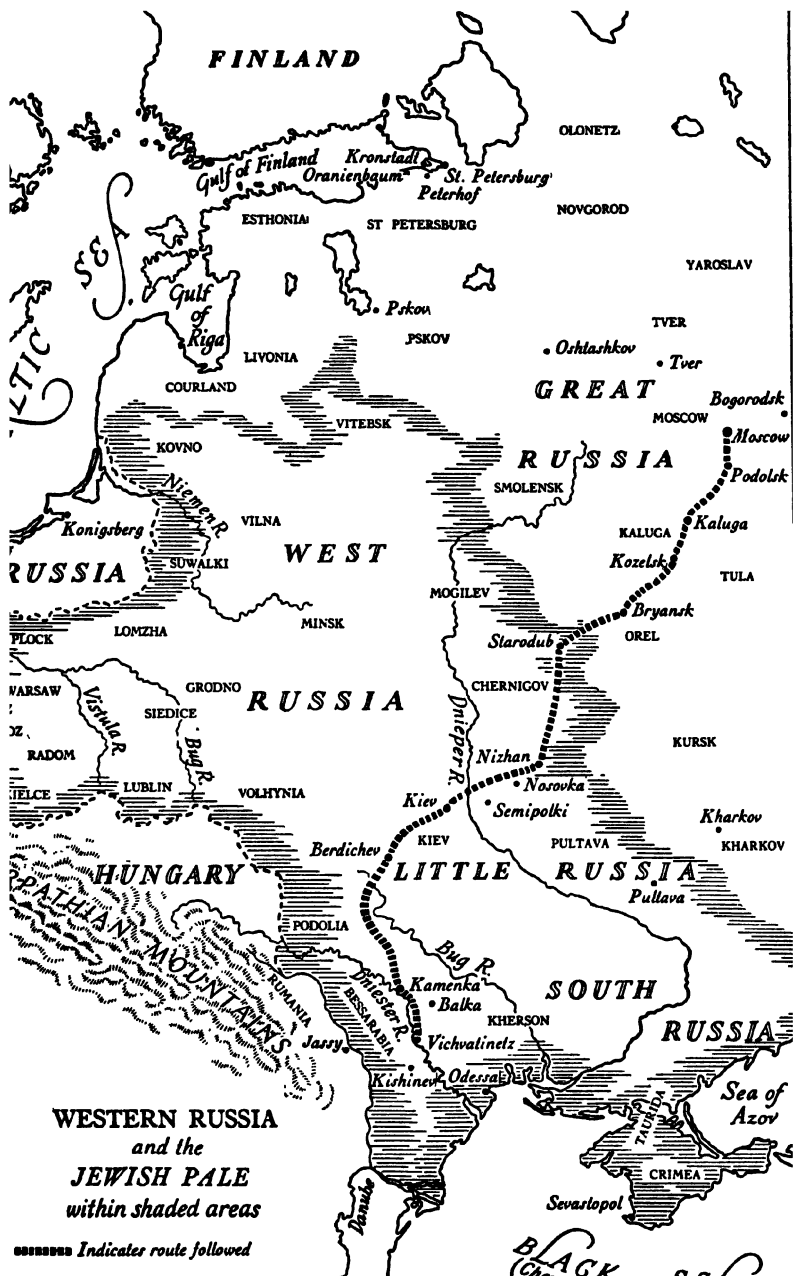 FINLAND
OLONETZ
Gulf of Finland
Kronstadt
Oranienbaum
St. Petersburg
Peterhof
NOVGOROD
ESTHONIA
ST PETERSBURG
SEA
YAROSLAV
Gulf
of
Riga
Pskov
PSKOV
TVER
LTIC
LIVONIA
Oshtashkov
Tver
COURLAND
GREAT
Bogorodsk
MOSCOW
VITEBSK
Moscow
KOVNO
RUSSIA
Podolsk
Niemen R.
SMOLENSK
Konigsberg
VILNA
KALUGA
Kaluga
WEST
RUSSIA
SUWALKI
Kozelsk
TULA
MOGILEV
PLOCK
LOMZHA
MINSK
Bryansk
Starodub
OREL
WARSAW
Vistula R.
GRODNO
CHERNIGOV
SIEDICE
RUSSIA
Dnieper R.
OZ
Bug R.
RADOM
KURSK
Nizhan
KIELCE
LUBLIN
VOLHYNIA
Nosovka
Kiev
Semipolki
Kharkov
Berdichev
KIEV
PULTAVA
KHARKOV
HUNGARY
LITTLE
RUSSIA
Pultava
RPATHIAN MOUNTAINS
PODOLIA
Bug R.
RUMANIA
Dniester R.
Kamenka
Balka
SOUTH
BESSARABIA
KHERSON
RUSSIA
Jassy
Vichvatinetz
Kishinev
Odessa
Sea of
Azov
TAURIDA
WESTERN RUSSIA
and the
JEWISH PALE
within shaded areas
CRIMEA
Danube
Sevastopol
Indicates route followed
BLACK